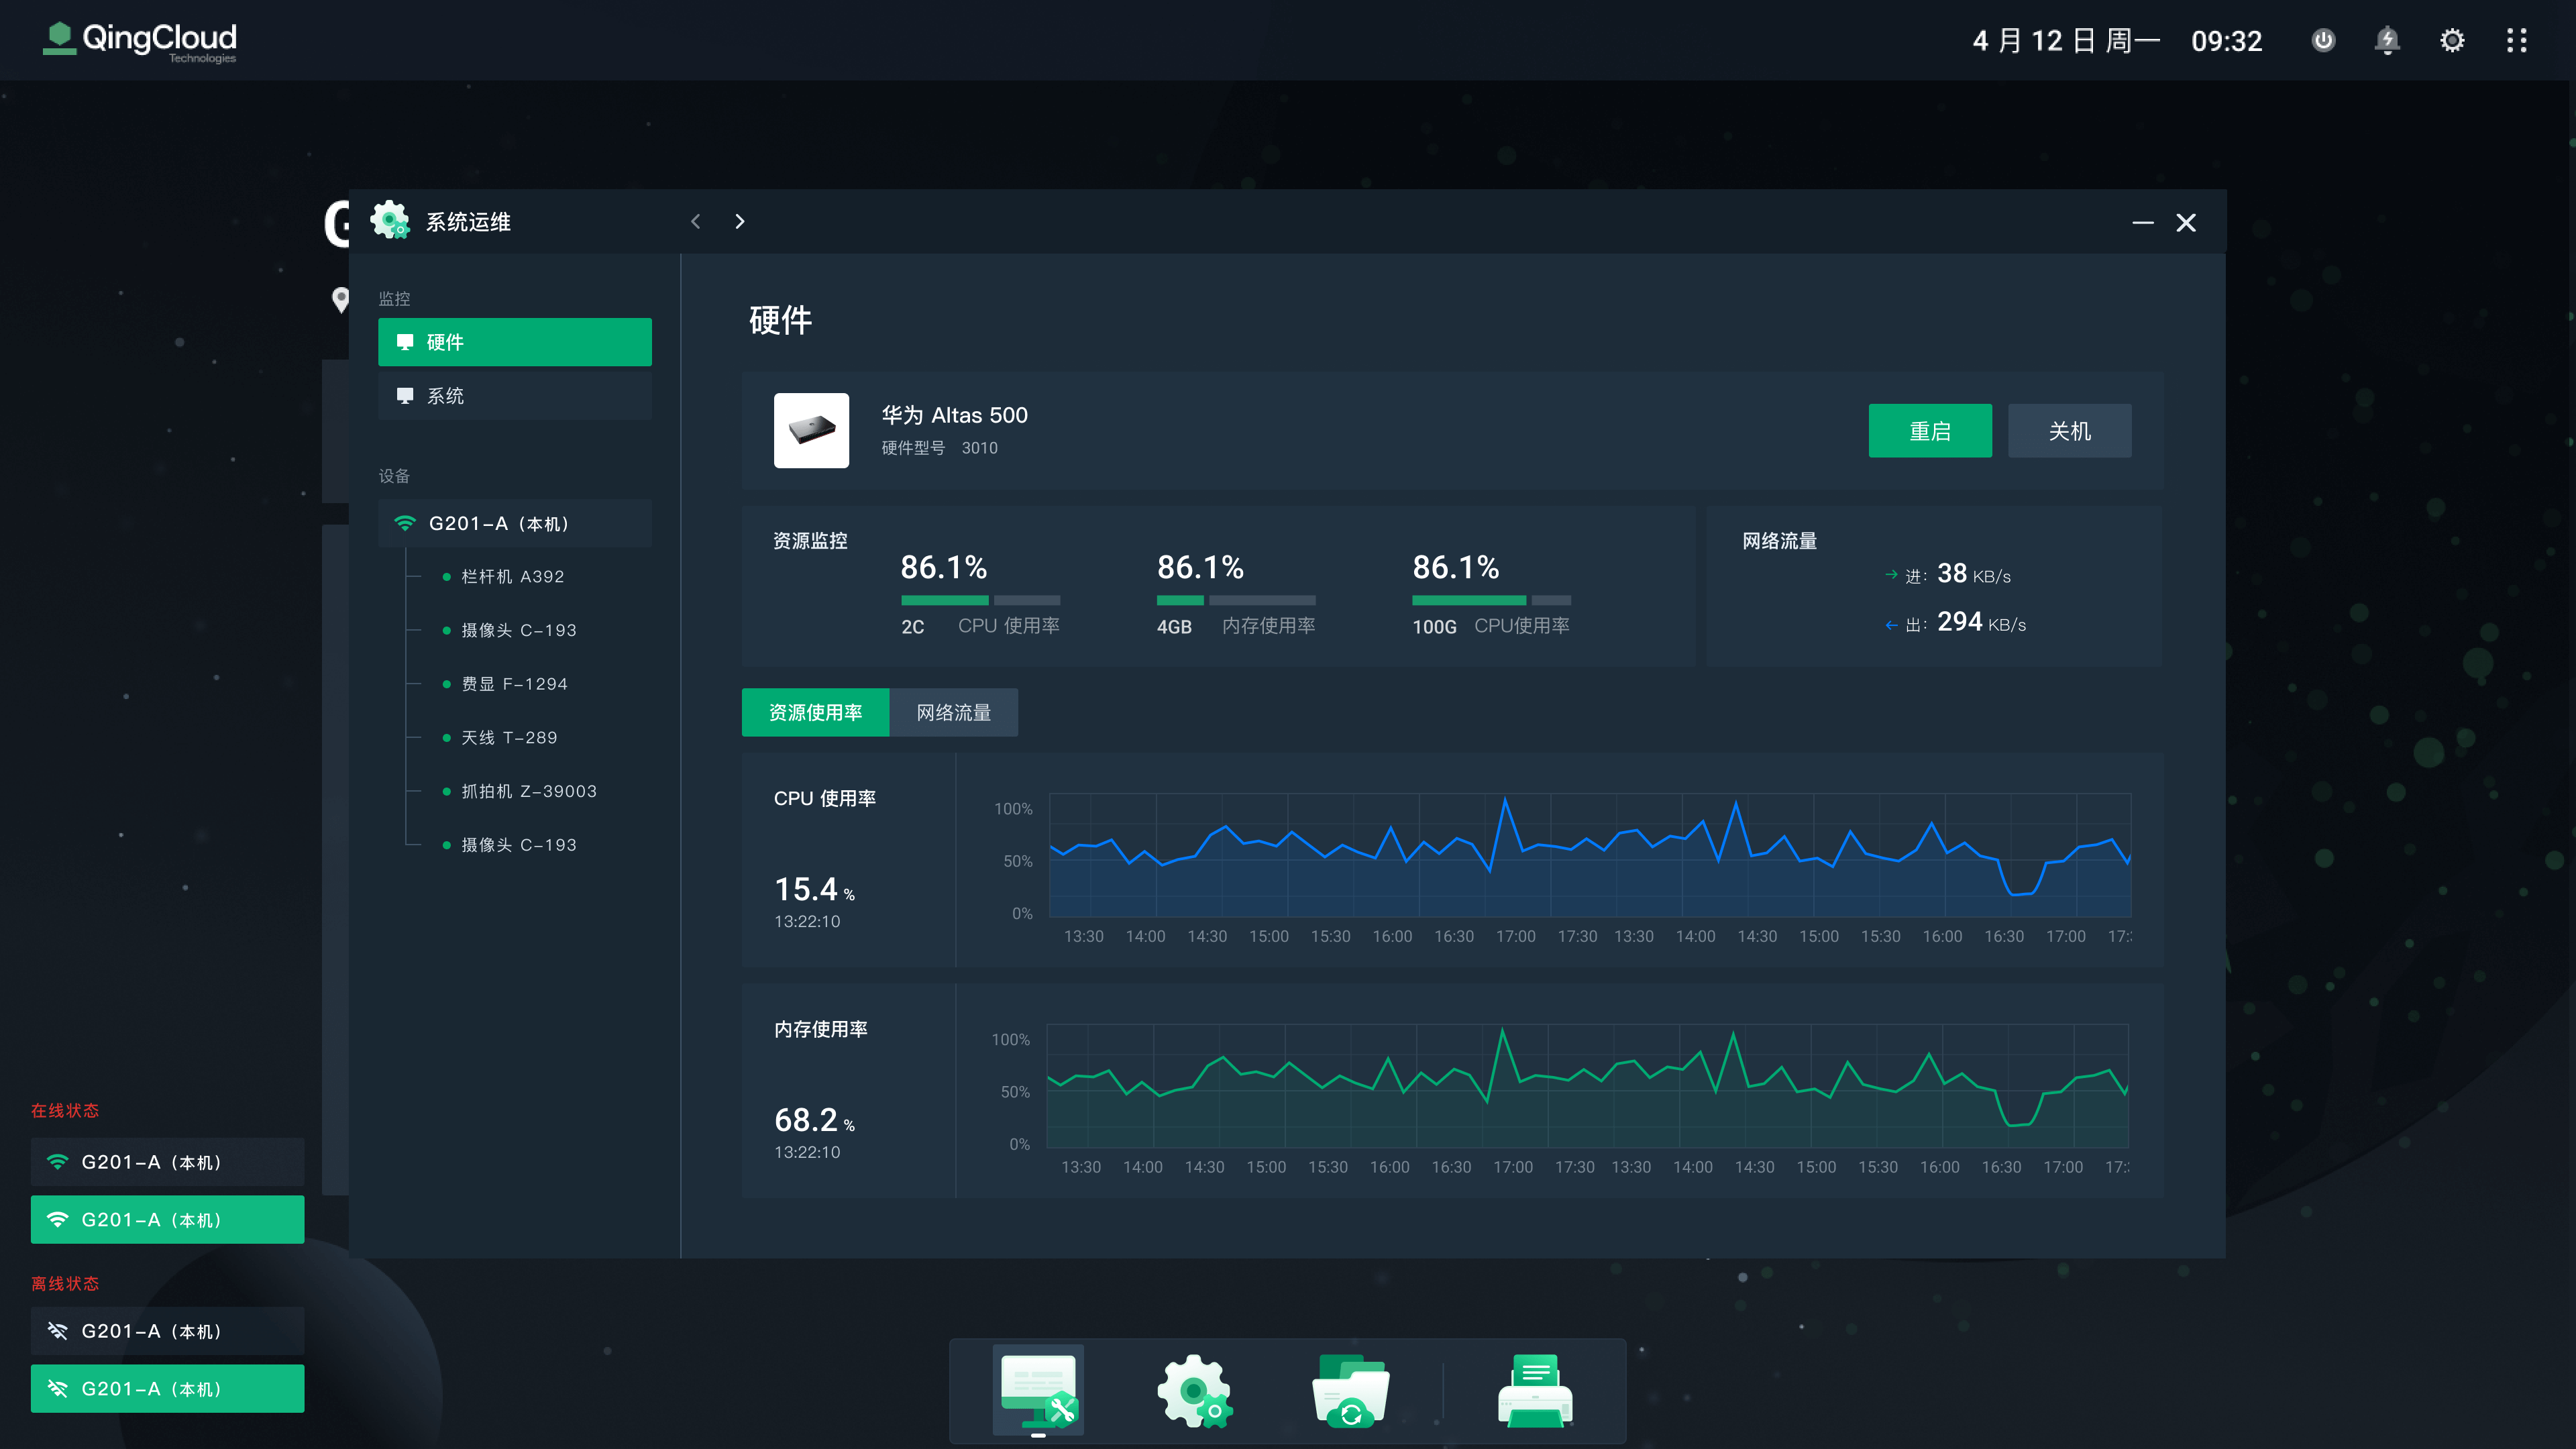 QingCloud
Technologies
4 月 12 日 周一 09:32
G
系统运维
监控
硬件
系统
设备
G201-A（本机）
栏杆机 A392
摄像头 C-193
费显 F-1294
天线 T-289
抓拍机 Z-39003
摄像头 C-193
硬件
华为 Altas 500
硬件型号 3010
重启
关机
资源监控
86.1%
2C CPU 使用率
86.1%
4GB 内存使用率
86.1%
100G CPU使用率
网络流量
进: 38 KB/s
出: 294 KB/s
资源使用率
网络流量
CPU 使用率
15.4 %
13:22:10
100%
50%
0%
13:30 14:00 14:30 15:00 15:30 16:00 16:30 17:00 17:30 13:30 14:00 14:30 15:00 15:30 16:00 16:30 17:00 17:
内存使用率
68.2 %
13:22:10
100%
50%
0%
13:30 14:00 14:30 15:00 15:30 16:00 16:30 17:00 17:30 13:30 14:00 14:30 15:00 15:30 16:00 16:30 17:00 17:
在线状态
G201-A（本机）
G201-A（本机）
离线状态
G201-A（本机）
G201-A（本机）